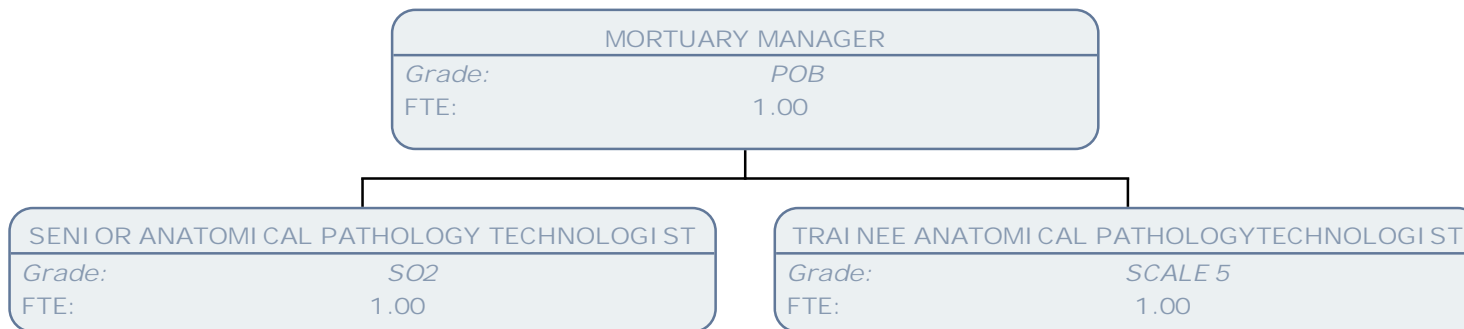 MORTUARY MANAGER
Grade: POB
FTE: 1.00
SENIOR ANATOMICAL PATHOLOGY TECHNOLOGIST
Grade: SO2
FTE: 1.00
TRAINEE ANATOMICAL PATHOLOGYTECHNOLOGIST
Grade: SCALE 5
FTE: 1.00